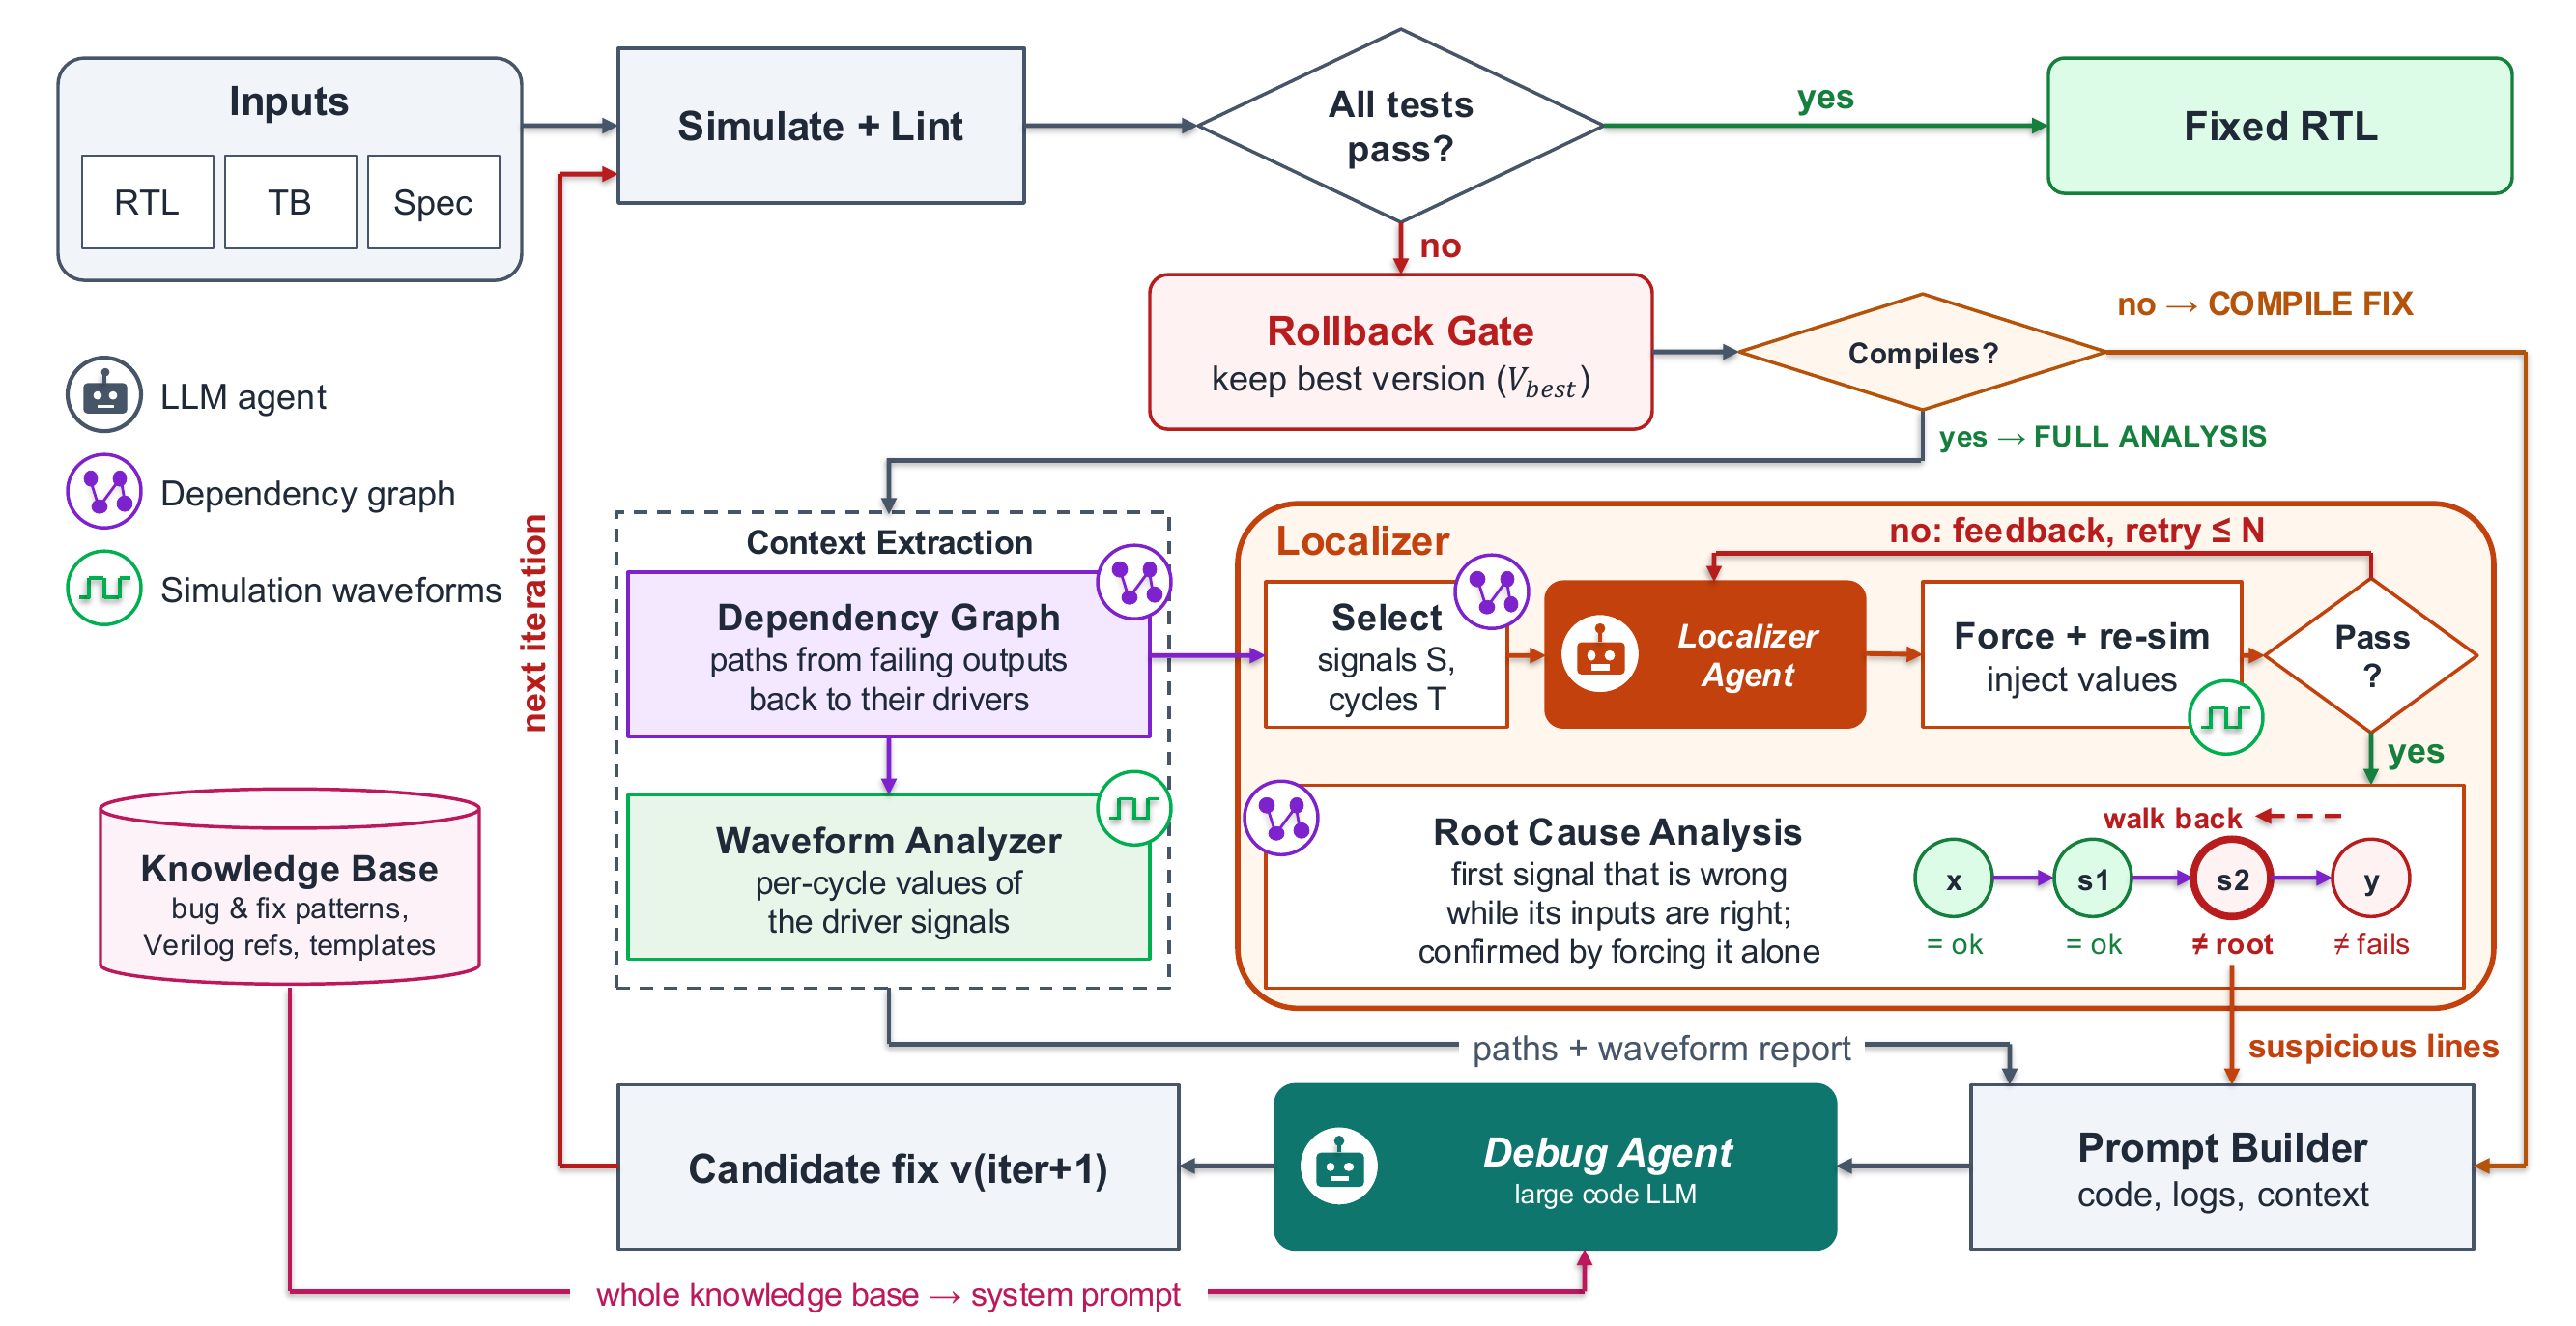 Inputs
RTL
TB
Spec
Simulate + Lint
All tests
pass?
yes
Fixed RTL
no
Rollback Gate
keep best version (V_best)
Compiles?
no → COMPILE FIX
yes → FULL ANALYSIS
LLM agent
Dependency graph
Simulation waveforms
next iteration
Context Extraction
Dependency Graph
paths from failing outputs
back to their drivers
Waveform Analyzer
per-cycle values of
the driver signals
Localizer
no: feedback, retry ≤ N
Select
signals S,
cycles T
Localizer
Agent
Force + re-sim
inject values
Pass
?
yes
Root Cause Analysis
first signal that is wrong
while its inputs are right;
confirmed by forcing it alone
walk back
x
s1
s2
y
= ok
= ok
≠ root
≠ fails
Knowledge Base
bug & fix patterns,
Verilog refs, templates
paths + waveform report
suspicious lines
Candidate fix v(iter+1)
Debug Agent
large code LLM
Prompt Builder
code, logs, context
whole knowledge base → system prompt